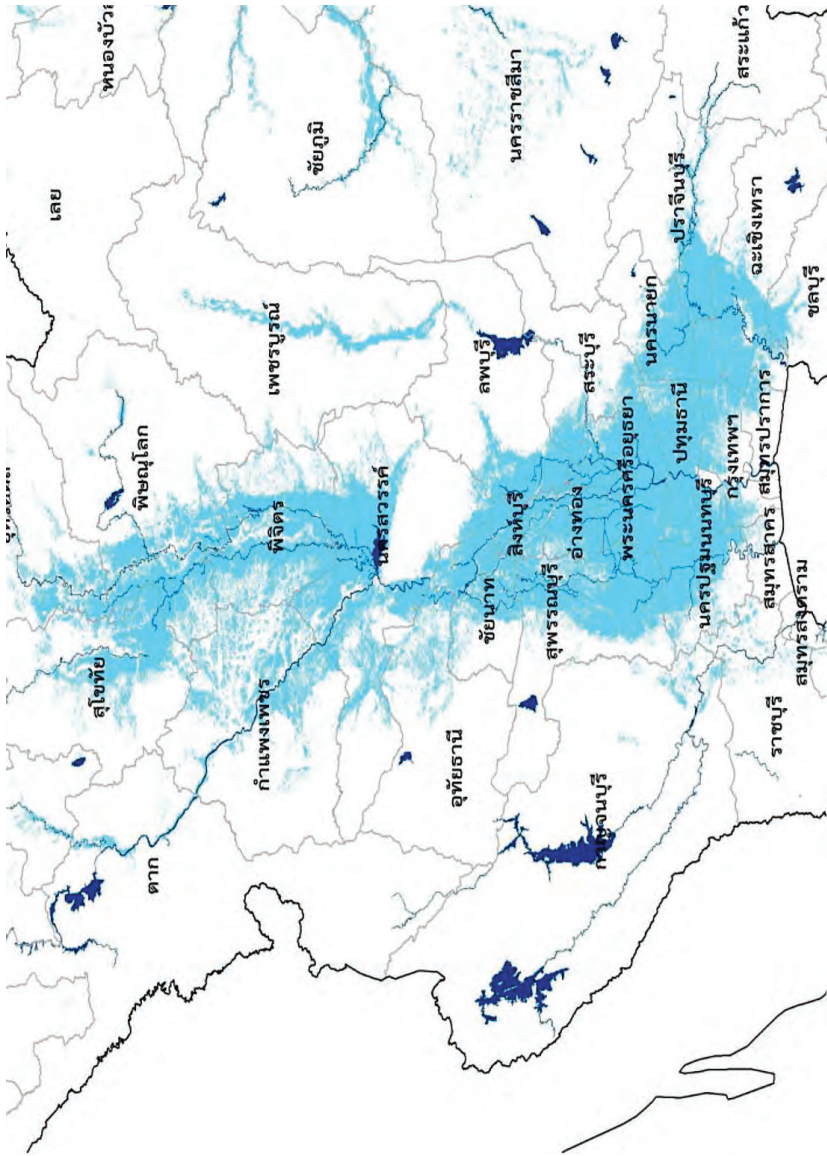 เลย
ชัยภูมิ
นครราชสีมา
สระแก้ว
พิษณุโลก
เพชรบูรณ์
ลพบุรี
สระบุรี
นครนายก
ปราจีนบุรี
ฉะเชิงเทรา
ชลบุรี
สุโขทัย
พิจิตร
นครสวรรค์
สิงห์บุรี
อ่างทอง
พระนครศรีอยุธยา
ปทุมธานี
กรุงเทพฯ
สมุทรปราการ
กำแพงเพชร
ชัยนาท
สุพรรณบุรี
นครปฐม
นนทบุรี
สมุทรสาคร
สมุทรสงคราม
ตาก
อุทัยธานี
กาญจนบุรี
ราชบุรี